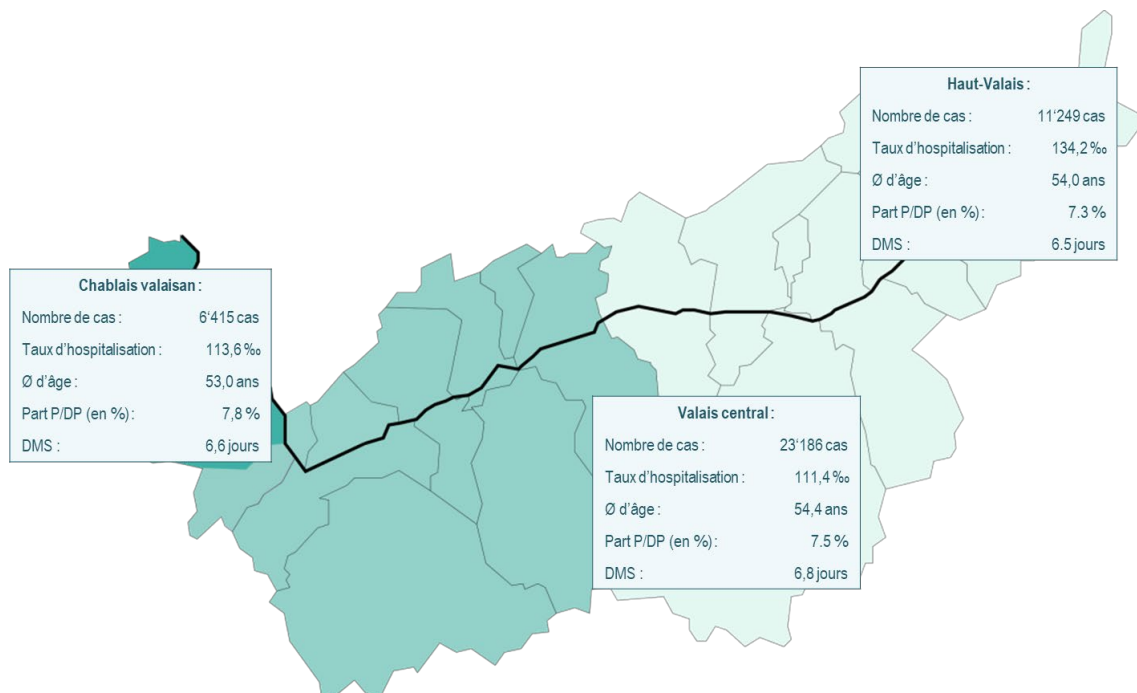 Haut-Valais :
Nombre de cas : 11‘249 cas
Taux d’hospitalisation : 134,2 ‰
Ø d’âge : 54,0 ans
Part P/DP (en %) : 7.3 %
DMS : 6.5 jours
Chablais valaisan :
Nombre de cas : 6‘415 cas
Taux d’hospitalisation : 113,6 ‰
Ø d’âge : 53,0 ans
Part P/DP (en %) : 7,8 %
DMS : 6,6 jours
Valais central :
Nombre de cas : 23‘186 cas
Taux d’hospitalisation : 111,4 ‰
Ø d’âge : 54,4 ans
Part P/DP (en %) : 7.5 %
DMS : 6,8 jours